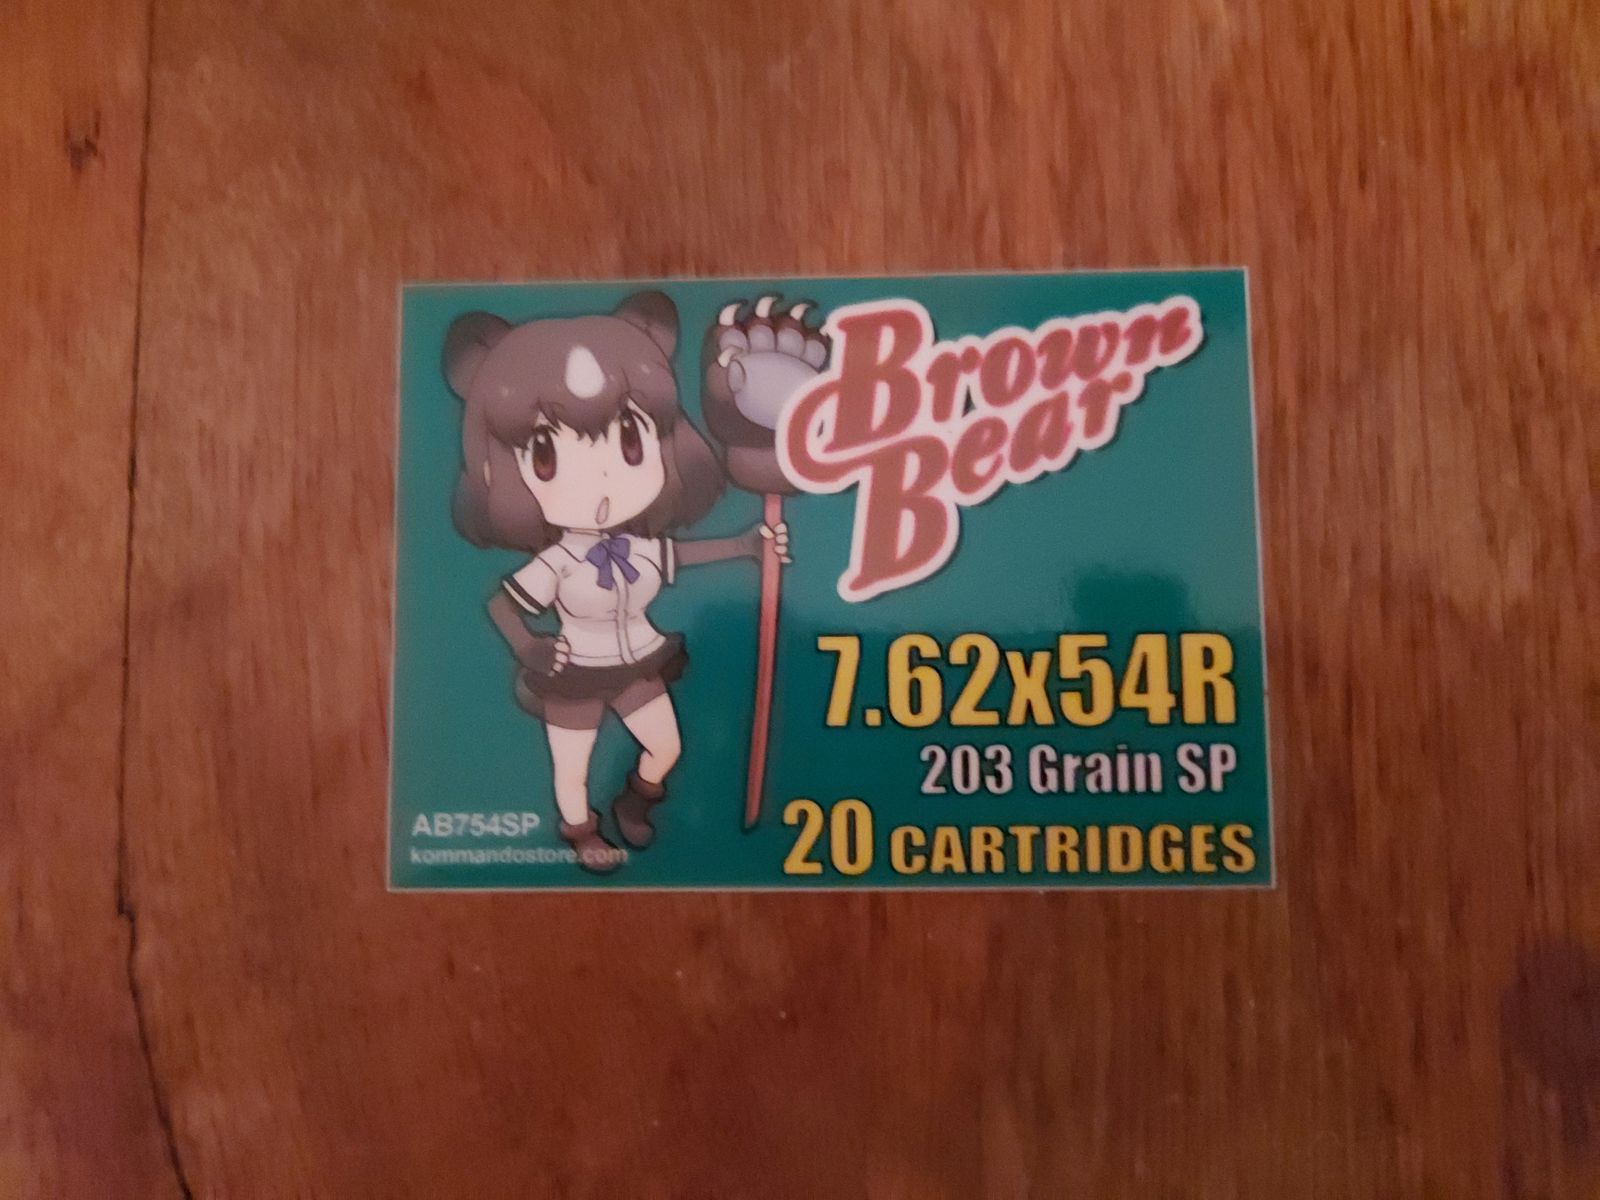 Brown
Bear
7.62x54R
203 Grain SP
20 CARTRIDGES
AB754SP
kommandostore.com